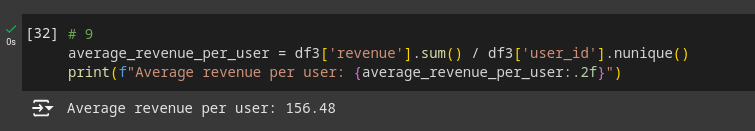 [32] # 9
0s average_revenue_per_user = df3['revenue'].sum() / df3['user_id'].nunique()
print(f"Average revenue per user: {average_revenue_per_user:.2f}")
Average revenue per user: 156.48